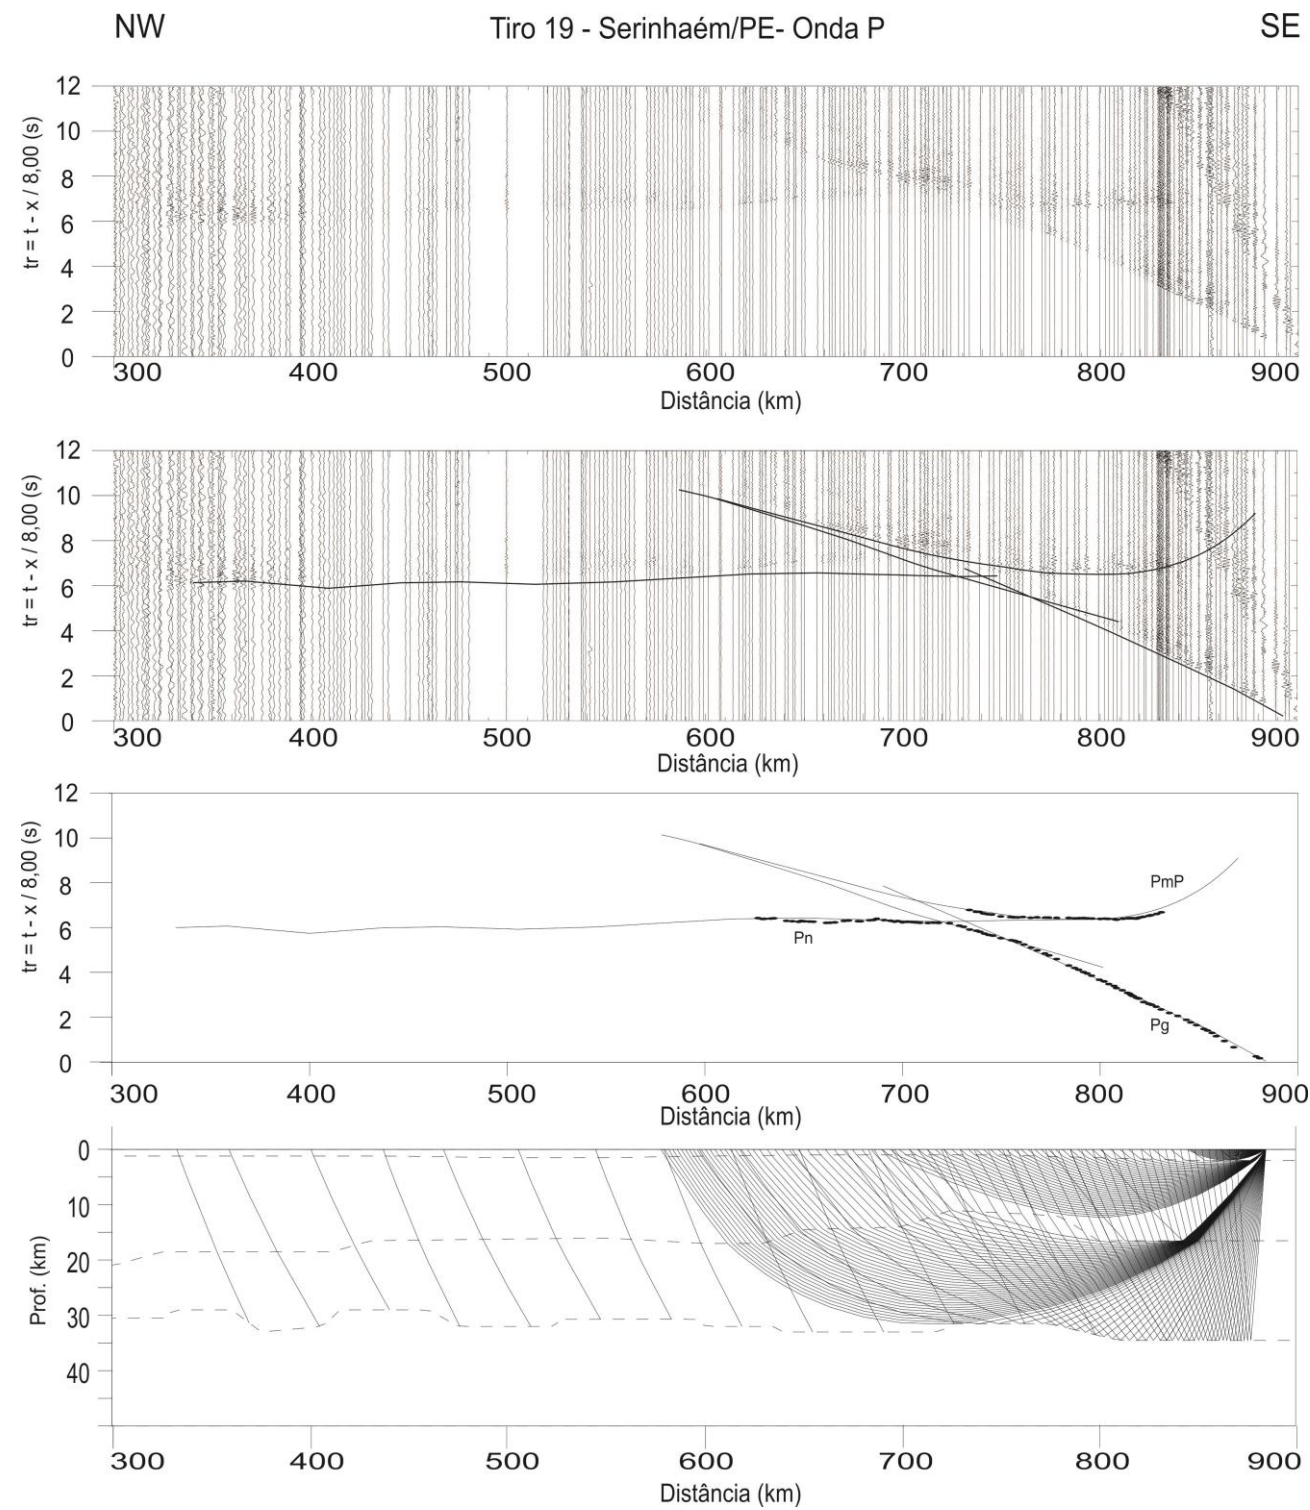 NW Tiro 19 - Serinhaém/PE- Onda P SE
12
10
8
6
4
2
0
tr = t - x / 8,00 (s)
300 400 500 600 700 800 900
Distância (km)
12
10
8
6
4
2
0
tr = t - x / 8,00 (s)
300 400 500 600 700 800 900
Distância (km)
12
10
8
6
4
2
0
tr = t - x / 8,00 (s)
PmP
Pn
Pg
300 400 500 600 700 800 900
Distância (km)
0
10
20
30
40
Prof. (km)
300 400 500 600 700 800 900
Distância (km)